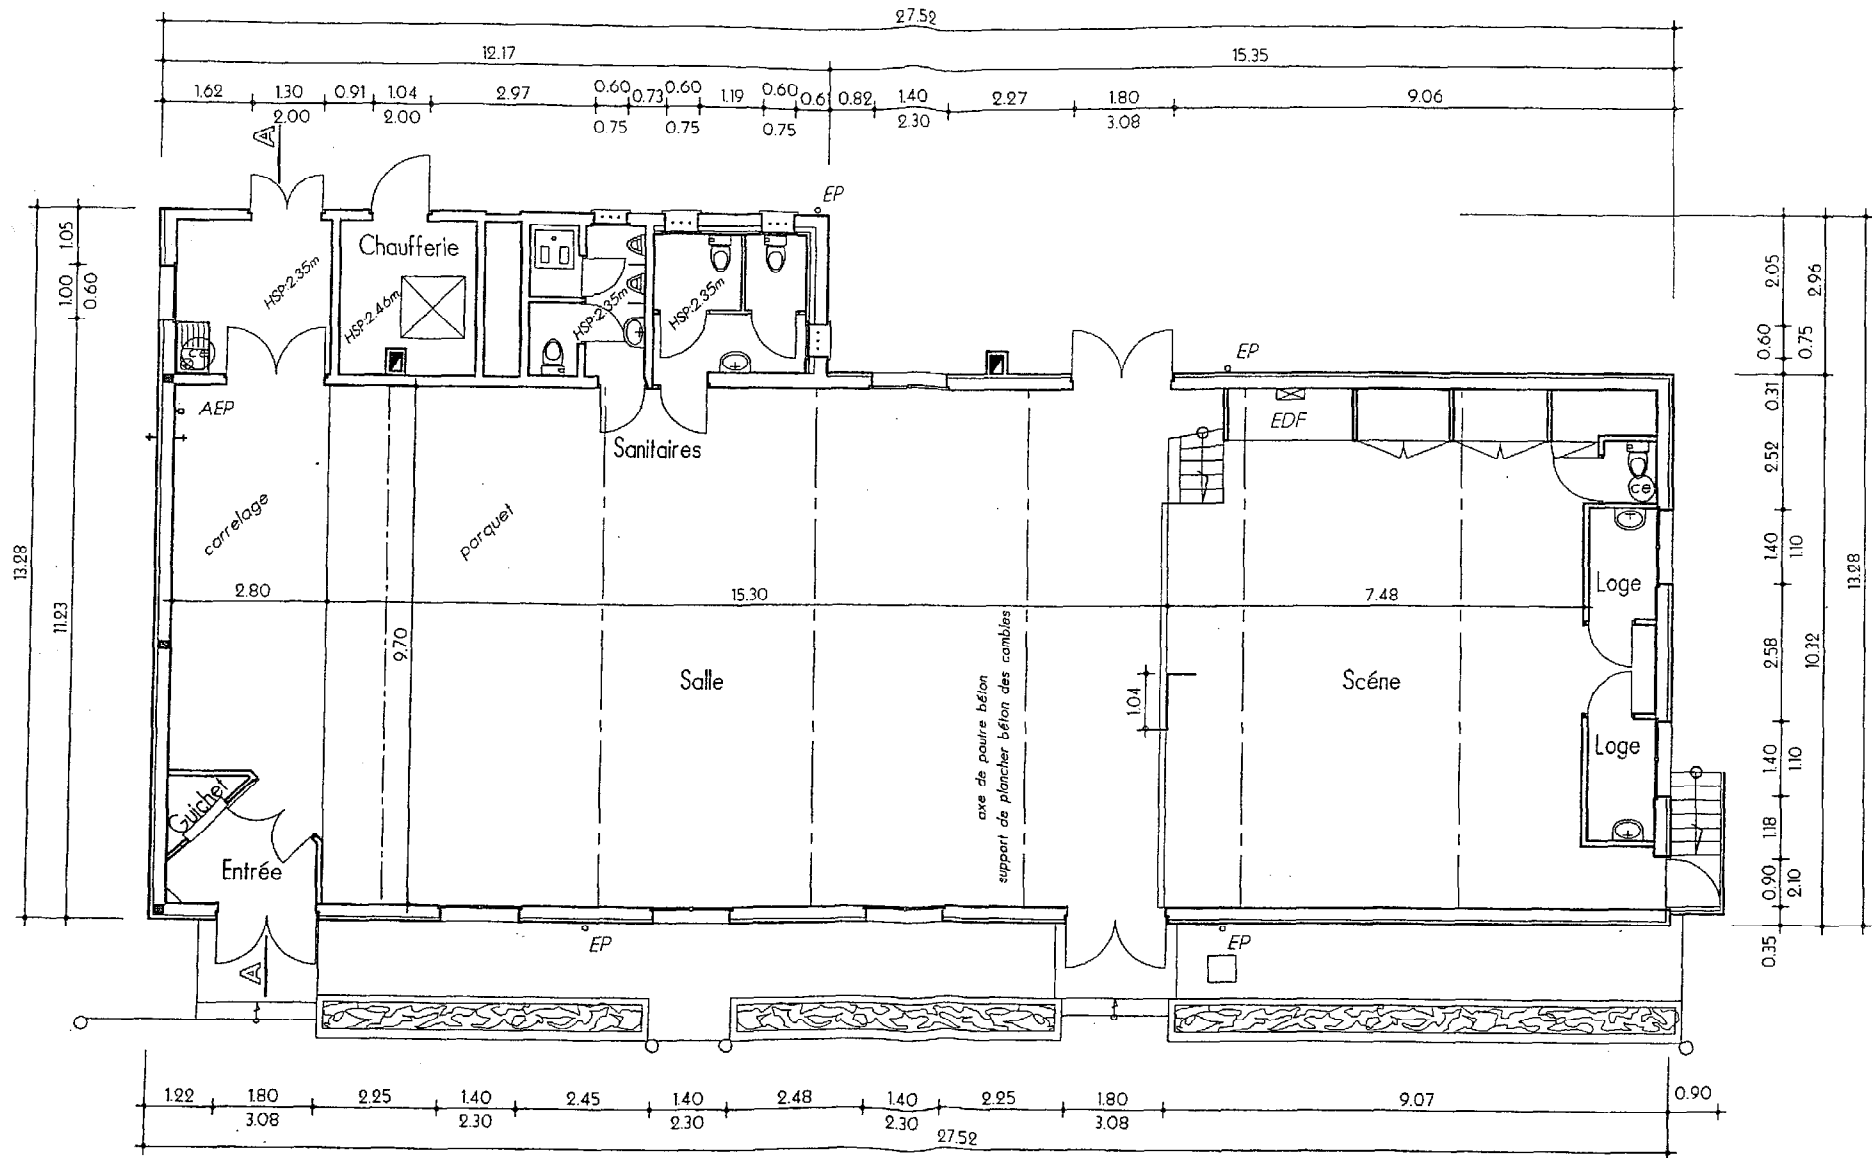 27.52
12.17 15.35
1.62 1.30 0.91 1.04 2.97 0.60 0.73 0.60 1.19 0.60 0.61 0.82 1.40 2.27 1.80 9.06
2.00 2.00 0.75 0.75 0.75 2.30 3.08
A
EP
Chaufferie
HSP:2.35m
HSP:2.46m
HSP:2.35m
HSP:2.35m
ce
AEP
EP
EDF
Sanitaires
ce
carrelage
parquet
Loge
2.80 15.30 7.48
9.70
Salle
axe de poutre béton
support de plancher béton des combles
1.04
Scéne
Loge
Guichet
Entrée
A
EP
EP
13.28
11.23
1.05
1.00
0.60
2.05
0.60
0.75
2.96
0.31
2.52
1.40
1.10
2.58
10.32
13.28
1.40
1.10
1.18
0.90
2.10
0.35
1.22 1.80 2.25 1.40 2.45 1.40 2.48 1.40 2.25 1.80 9.07 0.90
3.08 2.30 2.30 2.30 3.08
27.52